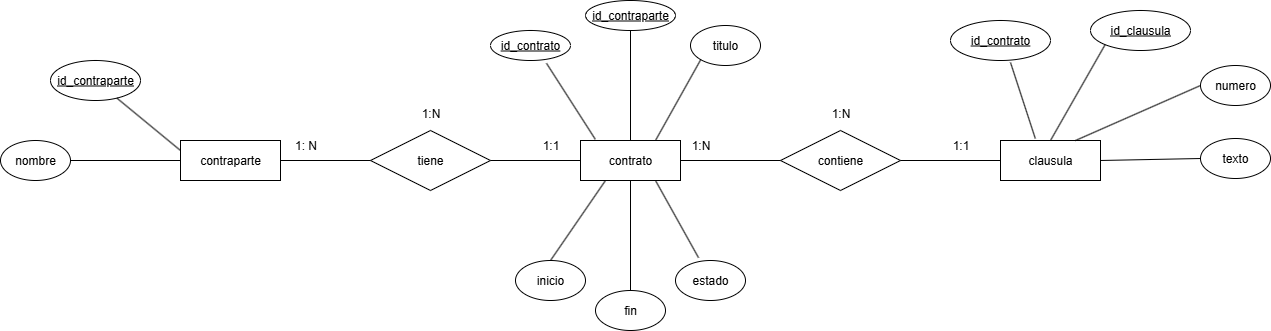 id_contraparte
id_contrato
titulo
id_contrato
id_clausula
id_contraparte
numero
1:N
1:N
nombre
contraparte
1: N
tiene
1:1
contrato
1:N
contiene
1:1
clausula
texto
inicio
fin
estado